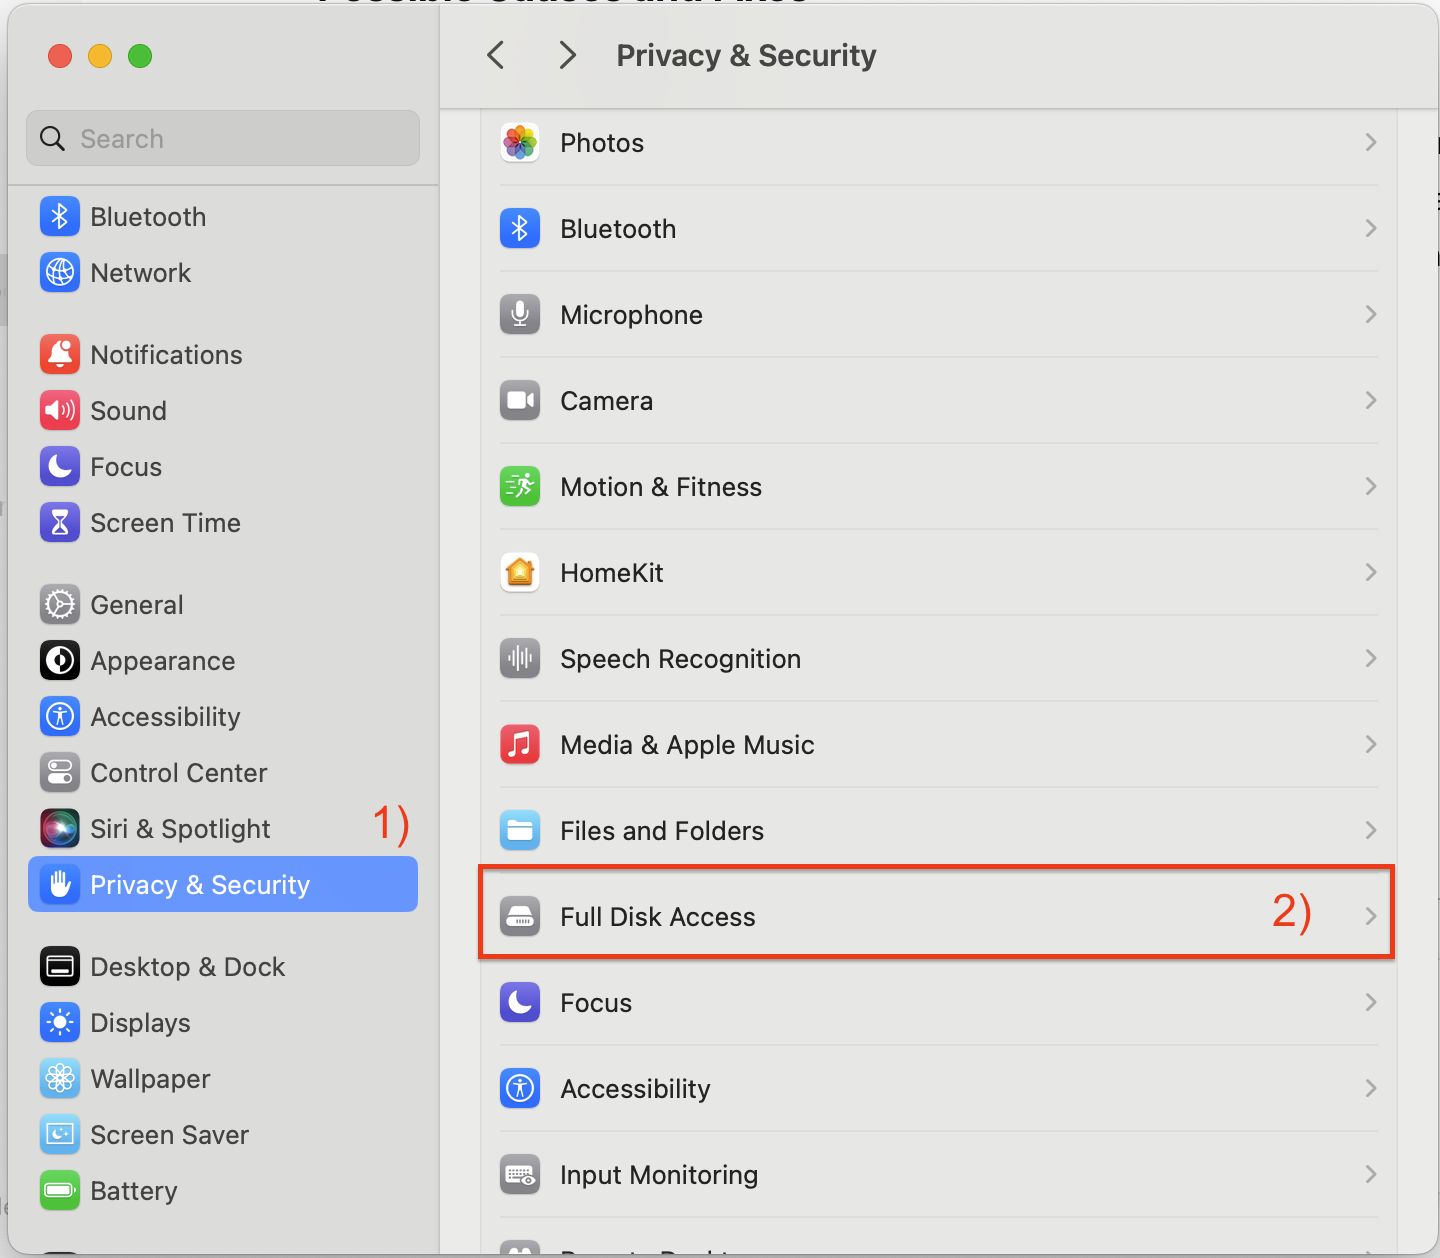 Privacy & Security
Search
Bluetooth
Network
Notifications
Sound
Focus
Screen Time
General
Appearance
Accessibility
Control Center
Siri & Spotlight
1)
Privacy & Security
Desktop & Dock
Displays
Wallpaper
Screen Saver
Battery
Photos
Bluetooth
Microphone
Camera
Motion & Fitness
HomeKit
Speech Recognition
Media & Apple Music
Files and Folders
Full Disk Access
2)
Focus
Accessibility
Input Monitoring